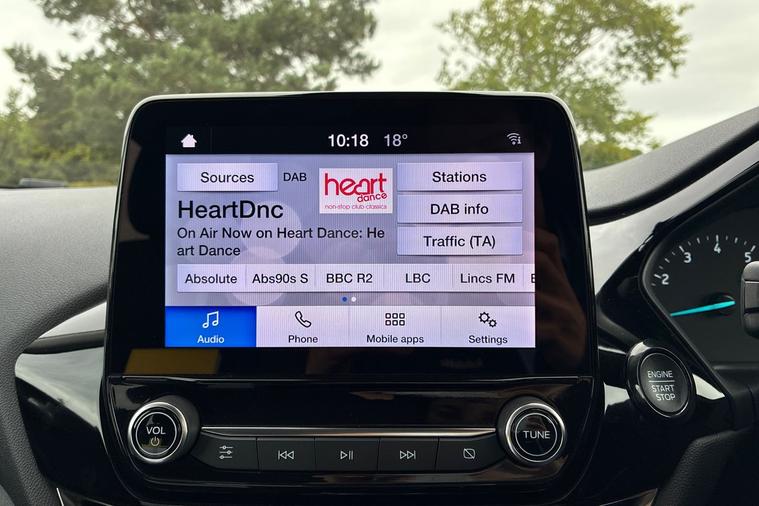 10:18 18°
Sources DAB
heart
dance
non-stop club classics
Stations
HeartDnc
DAB info
On Air Now on Heart Dance: He
art Dance
Traffic (TA)
Absolute Abs90s S BBC R2 LBC Lincs FM
Audio Phone Mobile apps Settings
VOL
TUNE
ENGINE
START
STOP
2 3 4 5